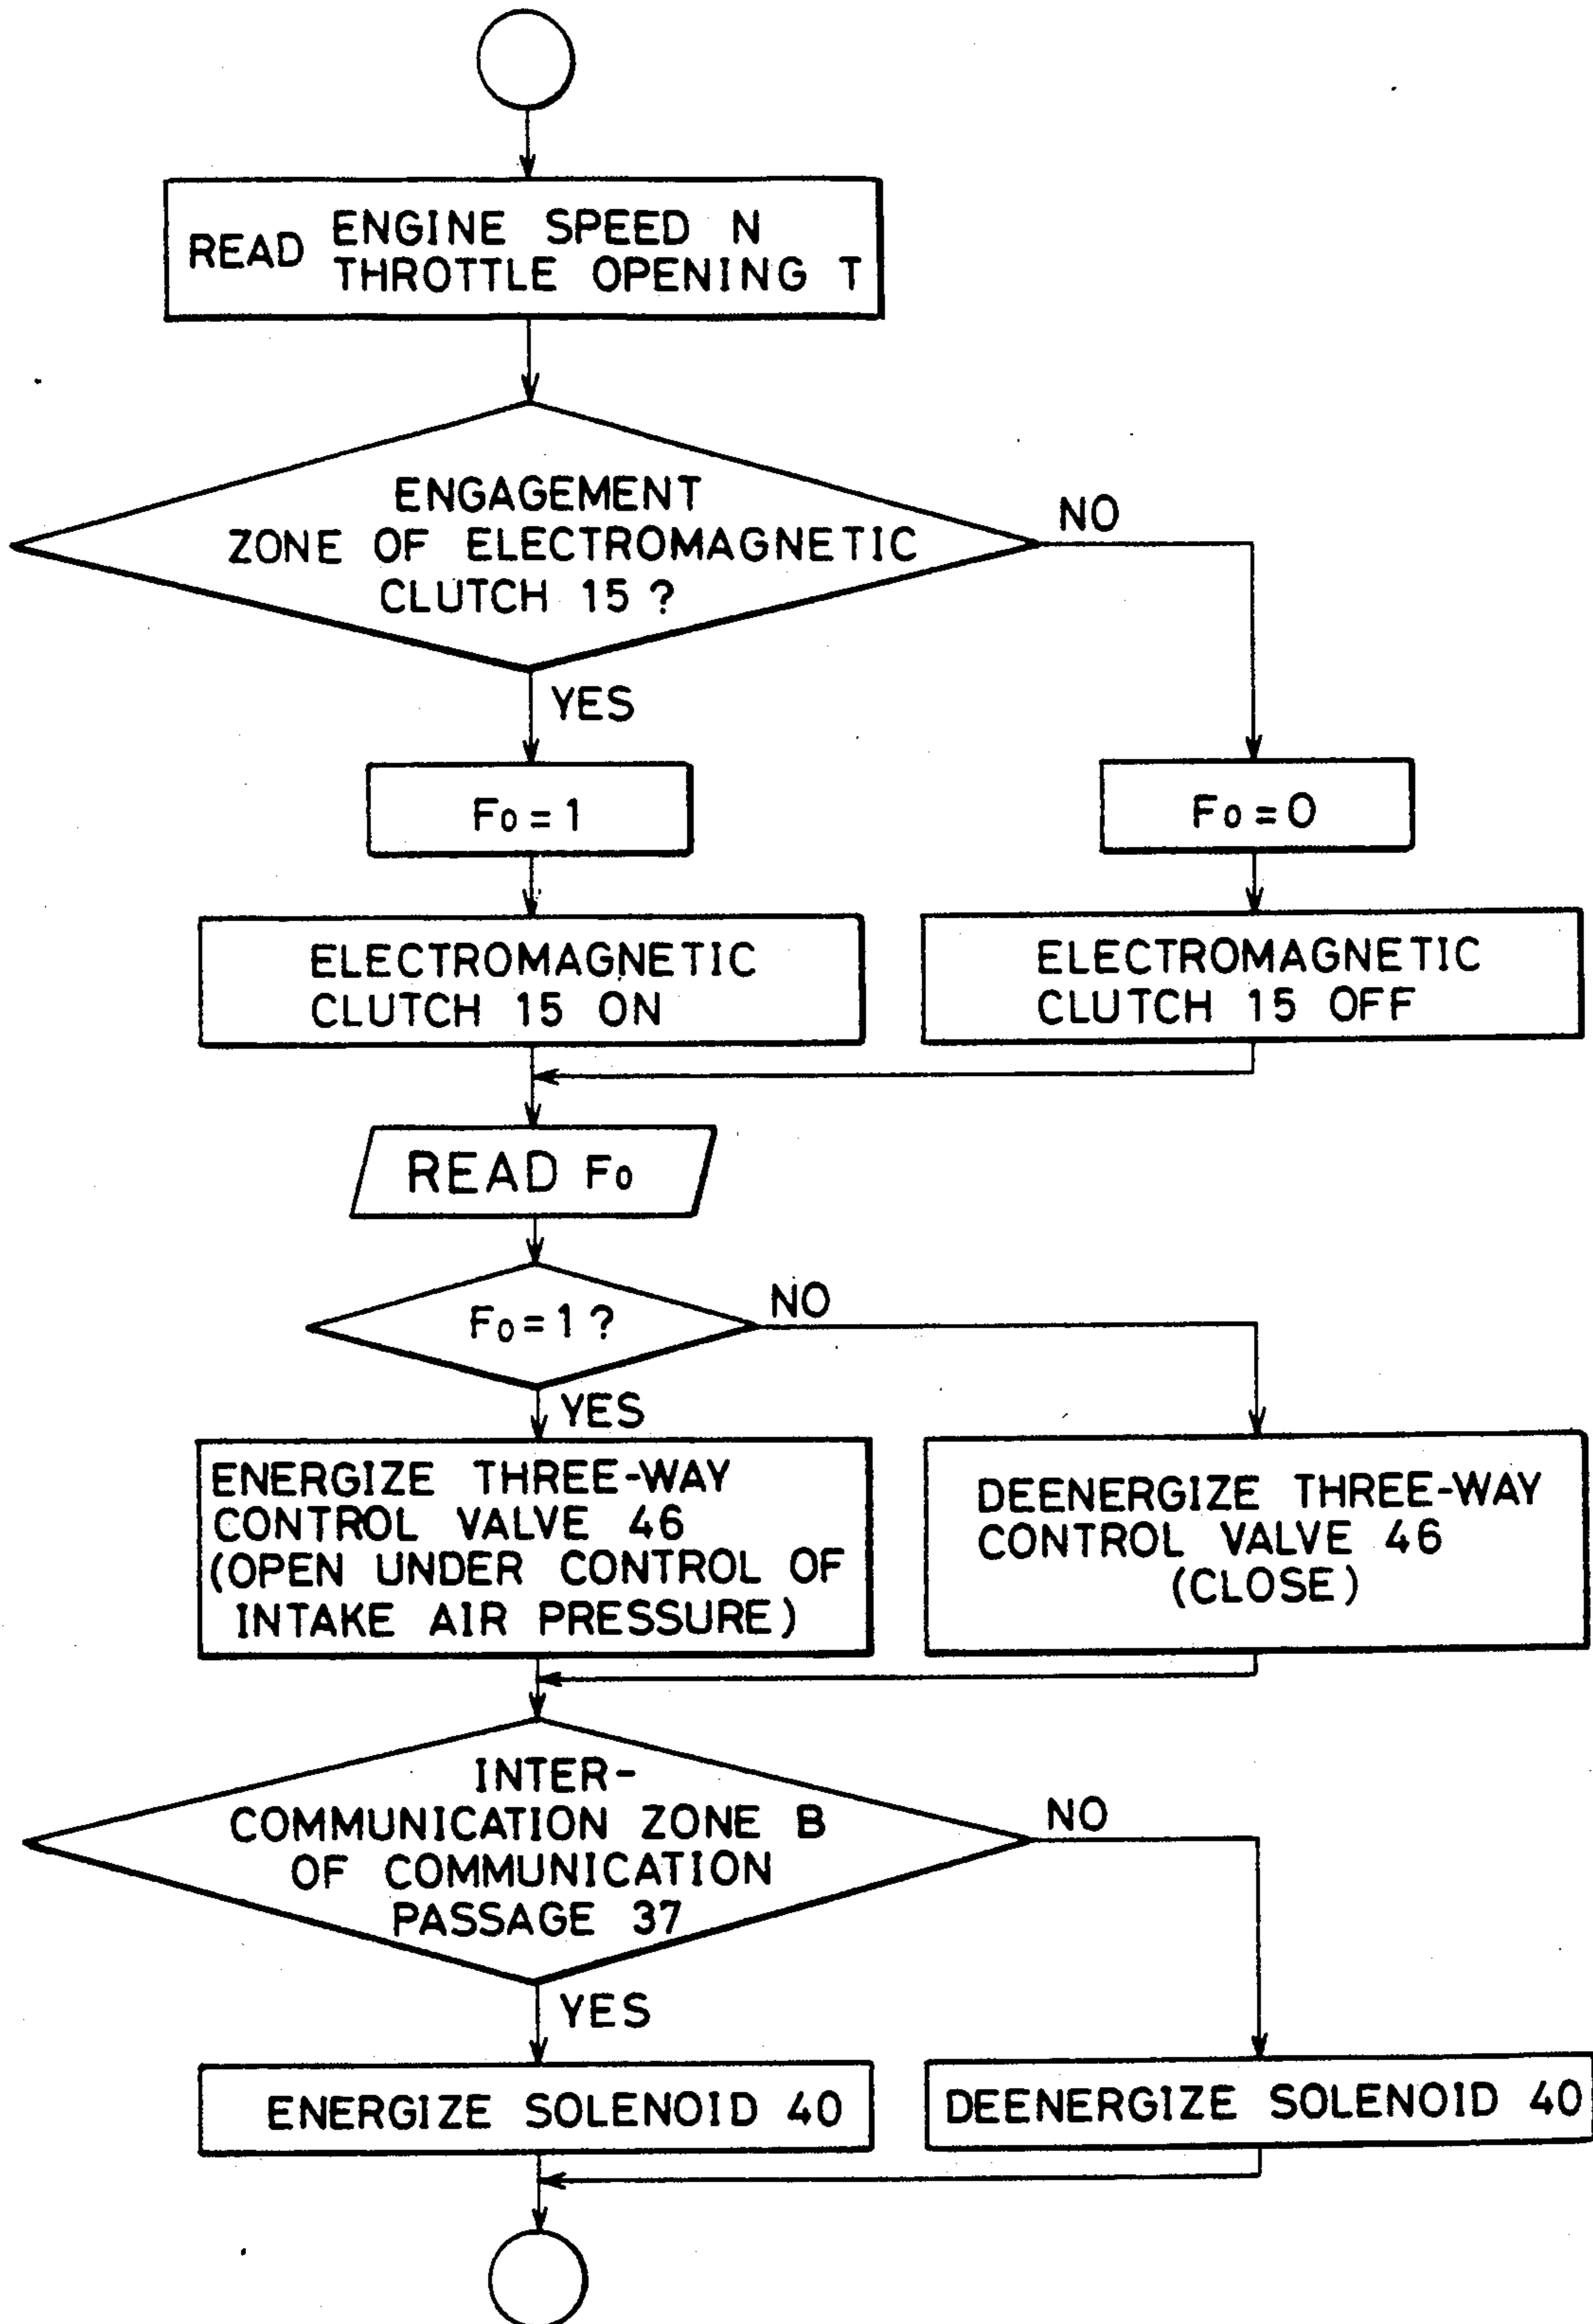 READ ENGINE SPEED N
THROTTLE OPENING T
ENGAGEMENT
ZONE OF ELECTROMAGNETIC
CLUTCH 15 ?
NO
YES
Fo = 1
Fo = 0
ELECTROMAGNETIC
CLUTCH 15 ON
ELECTROMAGNETIC
CLUTCH 15 OFF
READ Fo
Fo = 1 ?
NO
YES
ENERGIZE THREE-WAY
CONTROL VALVE 46
(OPEN UNDER CONTROL OF
INTAKE AIR PRESSURE)
DEENERGIZE THREE-WAY
CONTROL VALVE 46
(CLOSE)
INTER-
COMMUNICATION ZONE B
OF COMMUNICATION
PASSAGE 37
NO
YES
ENERGIZE SOLENOID 40
DEENERGIZE SOLENOID 40